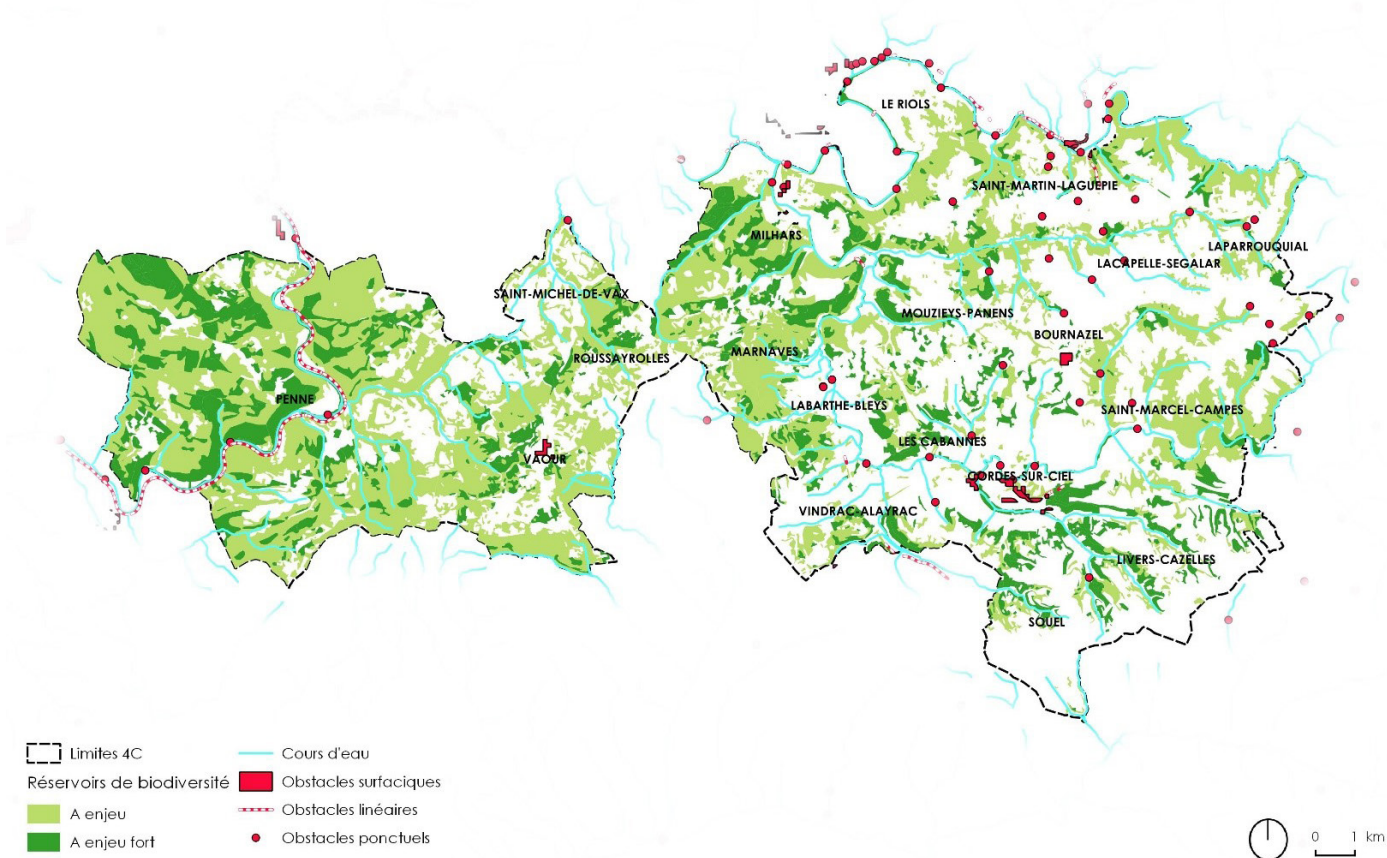 LE RIOLS
SAINT-MARTIN-LAGUEPIE
MILHARS
LAPARROUQUIAL
LACAPELLE-SEGALAR
SAINT-MICHEL-DE-VAX
MOUZIEYS-PANENS
BOURNAZEL
MARNAVES
ROUSSAYROLLES
PENNE
LABARTHE-BLEYS
SAINT-MARCEL-CAMPES
LES CABANNES
VAOUR
CORDES-SUR-CIEL
VINDRAC-ALAYRAC
LIVERS-CAZELLES
SOUEL
Limites 4C
Réservoirs de biodiversité
A enjeu
A enjeu fort
Cours d'eau
Obstacles surfaciques
Obstacles linéaires
Obstacles ponctuels
0 1 km